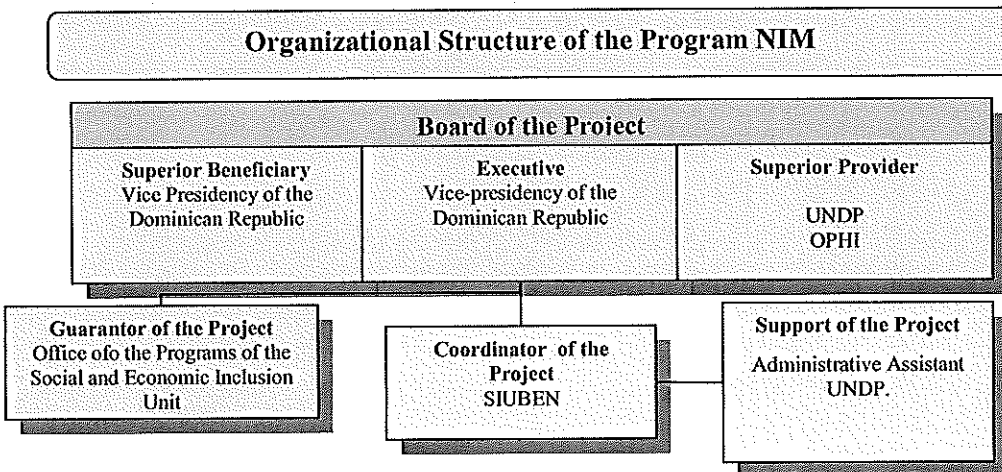 Organizational Structure of the Program NIM
Board of the Project
Superior Beneficiary
Vice Presidency of the
Dominican Republic
Executive
Vice-presidency of the
Dominican Republic
Superior Provider
UNDP
OPHI
Guarantor of the Project
Office ofo the Programs of the
Social and Economic Inclusion
Unit
Coordinator of the
Project
SIUBEN
Support of the Project
Administrative Assistant
UNDP.